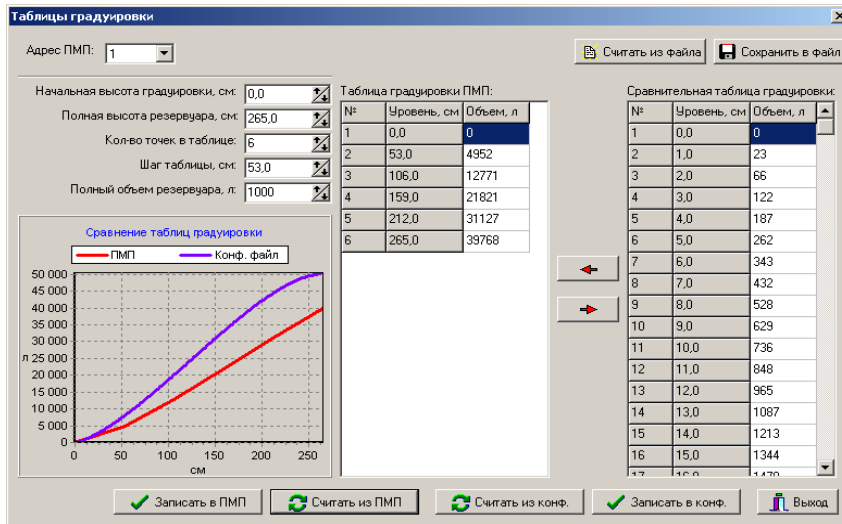 Таблицы градуировки
Адрес ПМП: 1
Считать из файла
Сохранить в файл
Начальная высота градуировки, см: 0,0
Полная высота резервуара, см: 265,0
Кол-во точек в таблице: 6
Шаг таблицы, см: 53,0
Полный объем резервуара, л: 1000
Сравнение таблиц градуировки
ПМП Конф. файл
50 000
45 000
40 000
35 000
30 000
л 25 000
20 000
15 000
10 000
5 000
0
0 50 100 150 200 250
см
Таблица градуировки ПМП:
№ Уровень, см Объем, л
1 0,0 0
2 53,0 4952
3 106,0 12771
4 159,0 21821
5 212,0 31127
6 265,0 39768
Сравнительная таблица градуировки:
№ Уровень, см Объем, л
1 0,0 0
2 1,0 23
3 2,0 66
4 3,0 122
5 4,0 187
6 5,0 262
7 6,0 343
8 7,0 432
9 8,0 528
10 9,0 629
11 10,0 736
12 11,0 848
13 12,0 965
14 13,0 1087
15 14,0 1213
16 15,0 1344
Записать в ПМП
Считать из ПМП
Считать из конф.
Записать в конф.
Выход